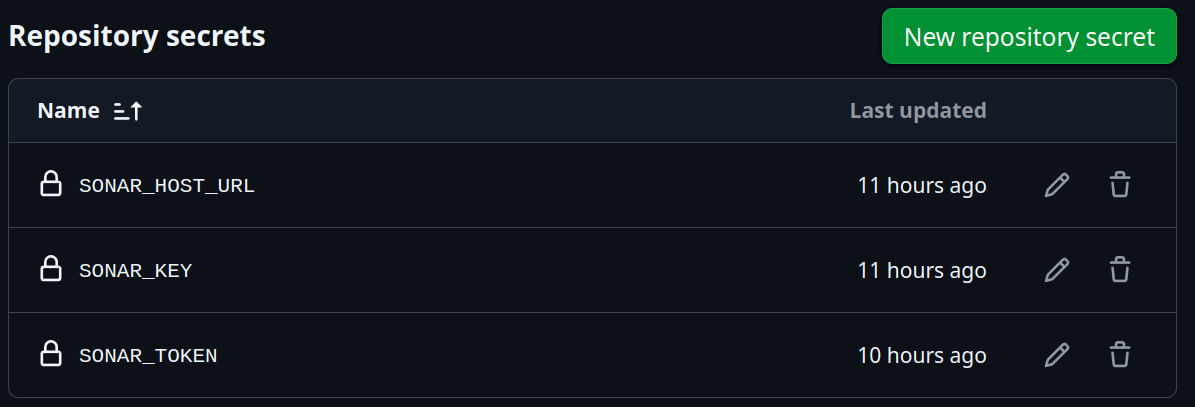 Repository secrets
New repository secret
Name
Last updated
SONAR_HOST_URL
11 hours ago
SONAR_KEY
11 hours ago
SONAR_TOKEN
10 hours ago